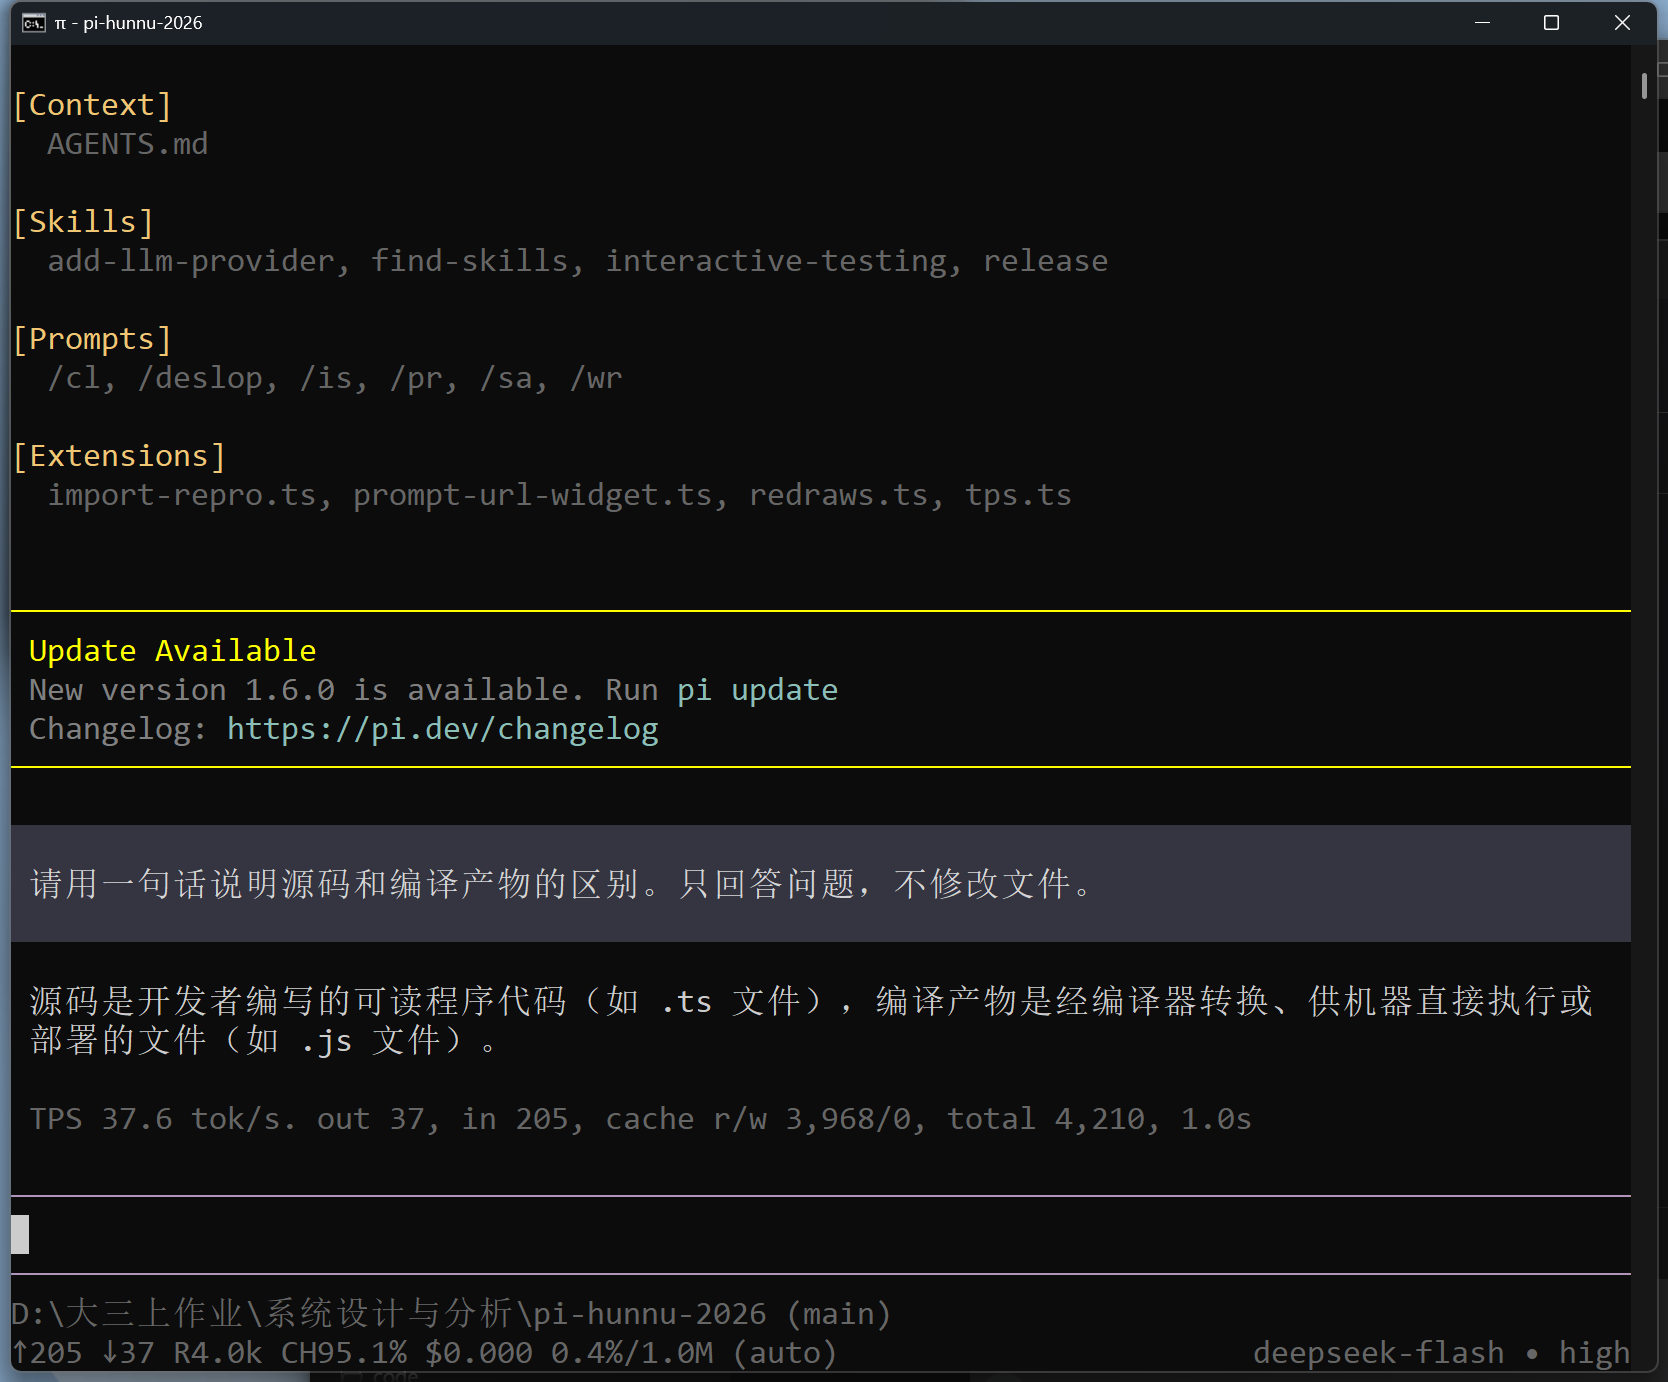 π - pi-hunnu-2026
[Context]
AGENTS.md
[Skills]
add-llm-provider, find-skills, interactive-testing, release
[Prompts]
/cl, /deslop, /is, /pr, /sa, /wr
[Extensions]
import-repro.ts, prompt-url-widget.ts, redraws.ts, tps.ts
Update Available
New version 1.6.0 is available. Run pi update
Changelog: https://pi.dev/changelog
请用一句话说明源码和编译产物的区别。只回答问题，不修改文件。
源码是开发者编写的可读程序代码（如 .ts 文件），编译产物是经编译器转换、供机器直接执行或
部署的文件（如 .js 文件）。
TPS 37.6 tok/s. out 37, in 205, cache r/w 3,968/0, total 4,210, 1.0s
D:\大三上作业\系统设计与分析\pi-hunnu-2026 (main)
↑205 ↓37 R4.0k CH95.1% $0.000 0.4%/1.0M (auto) deepseek-flash • high
code